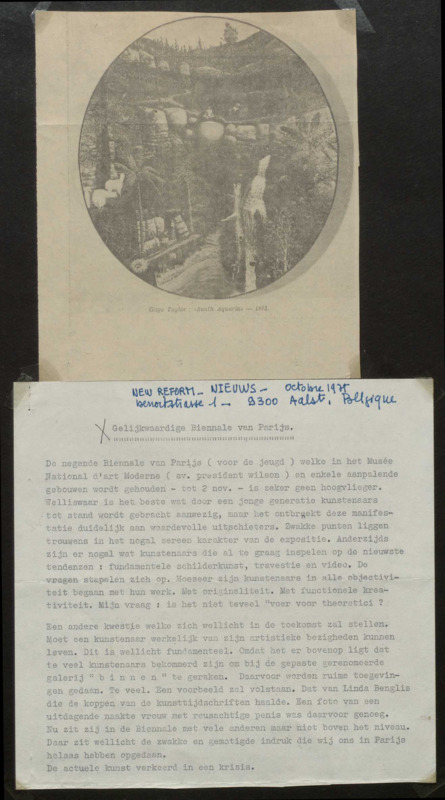 Gage Taylor - South Aquarius - 1971.
NEW REFORM - NIEUWS - Octobre 1975
9300 Aalst, Belgique
X Gelijkwaardige Biennale van Parijs.
De negende Biennale van Parijs ( voor de jeugd ) welke in het Musée
National d'art Moderne ( av. president wilson ) en enkele aanpalende
gebouwen wordt gehouden - tot 2 nov. - is zeker geen hoogvlieger.
Weliswaar is het beste wat door een jonge generatie kunstenaars
tot stand wordt gebracht aanwezig, maar het ontbreekt deze manifes-
tatie duidelijk aan waardevolle uitschieters. Zwakke punten liggen
trouwens in het nogal sereen karakter van de expositie. Anderzijds
zijn er nogal wat kunstenaars die al te graag inspelen op de nieuwste
tendenzen : fundamentele schilderkunst, travestie en video. De
vragen stapelen zich op. Hoezeer zijn kunstenaars in alle objectivi-
teit begaan met hun werk. Met originaliteit. Met functionele krea-
tiviteit. Mijn vraag : is het niet teveel "voer voor theoretici ?
Een andere kwestie welke zich wellicht in de toekomst zal stellen.
Moet een kunstenaar werkelijk van zijn artistieke bezigheden kunnen
leven. Dit is wellicht fundamenteel. Omdat het er bovenop ligt dat
te veel kunstenaars bekommerd zijn om bij de gepaste gerenomeerde
galerij " b i n n e n " te geraken. Daarvoor worden ruime toegevin-
gen gedaan. Te veel. Een voorbeeld zal volstaan. Dat van Linda Benglis
die de koppen van de kunsttijdschriften haalde. Een foto van een
uitdagende naakte vrouw met reusachtige penis was daarvoor genoeg.
Nu zit zij in de Biennale met vele anderen maar niet boven het niveau.
Daar zit wellicht de zwakke en gematigde indruk die wij ons in Parijs
helaas hebben opgedaan.
De actuele kunst verkeerd in een krisis.